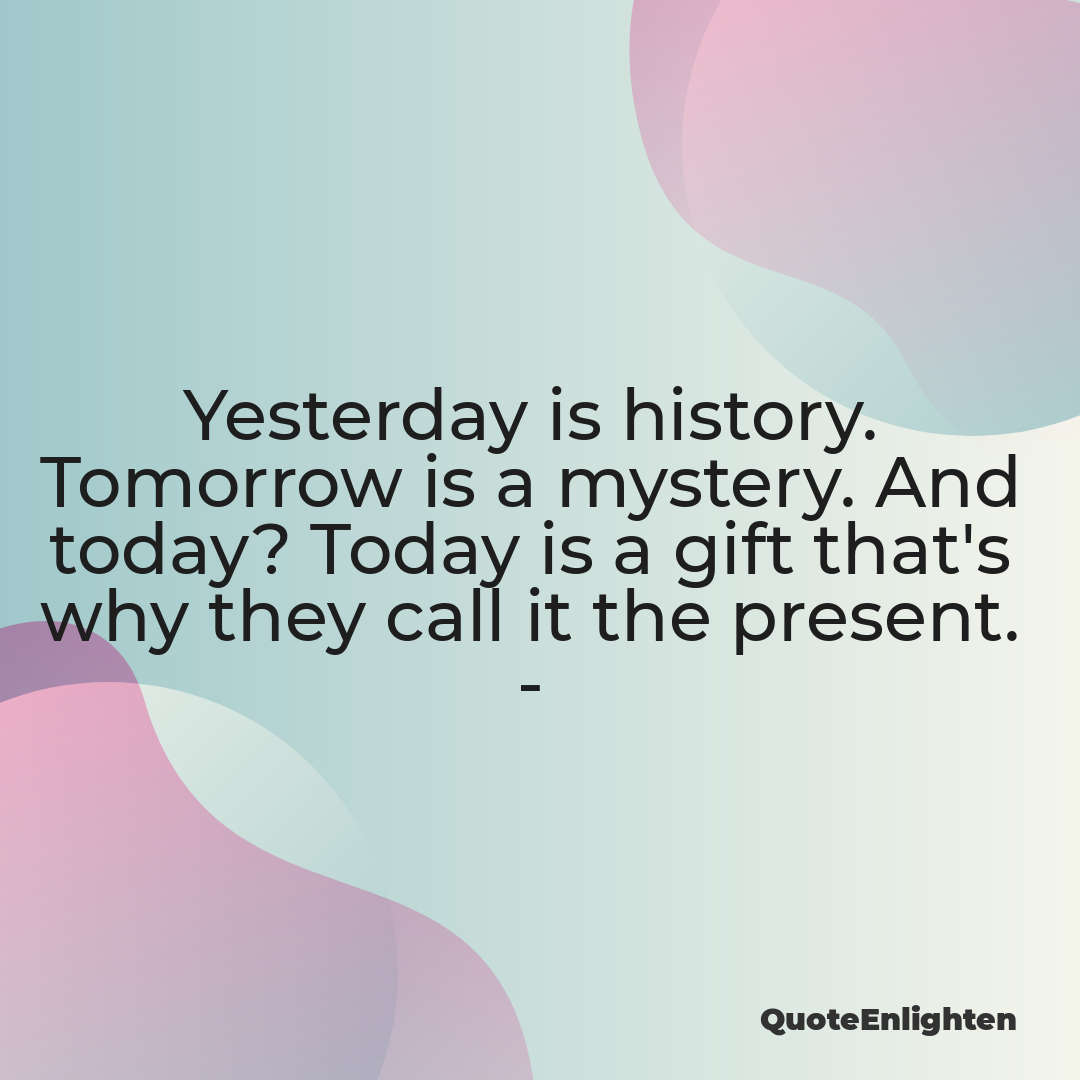 Yesterday is history.
Tomorrow is a mystery. And
today? Today is a gift that's
why they call it the present.
-
QuoteEnlighten